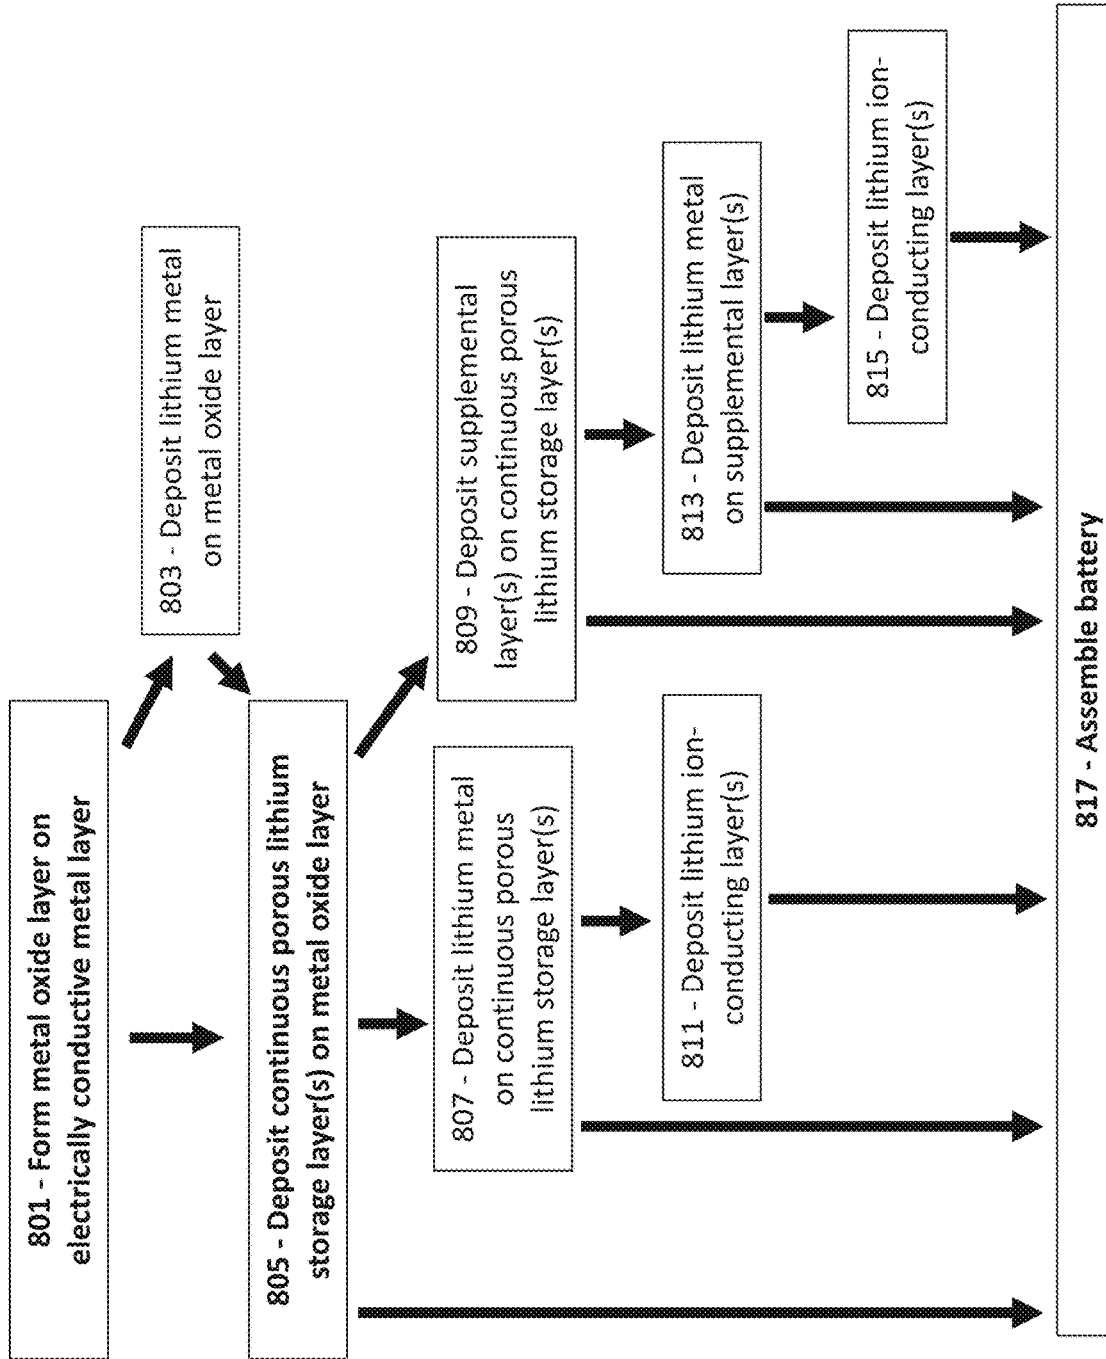 801 - Form metal oxide layer on
electrically conductive metal layer
803 - Deposit lithium metal
on metal oxide layer
805 - Deposit continuous porous lithium
storage layer(s) on metal oxide layer
807 - Deposit lithium metal
on continuous porous
lithium storage layer(s)
809 - Deposit supplemental
layer(s) on continuous porous
lithium storage layer(s)
811 - Deposit lithium ion-
conducting layer(s)
813 - Deposit lithium metal
on supplemental layer(s)
815 - Deposit lithium ion-
conducting layer(s)
817 - Assemble battery